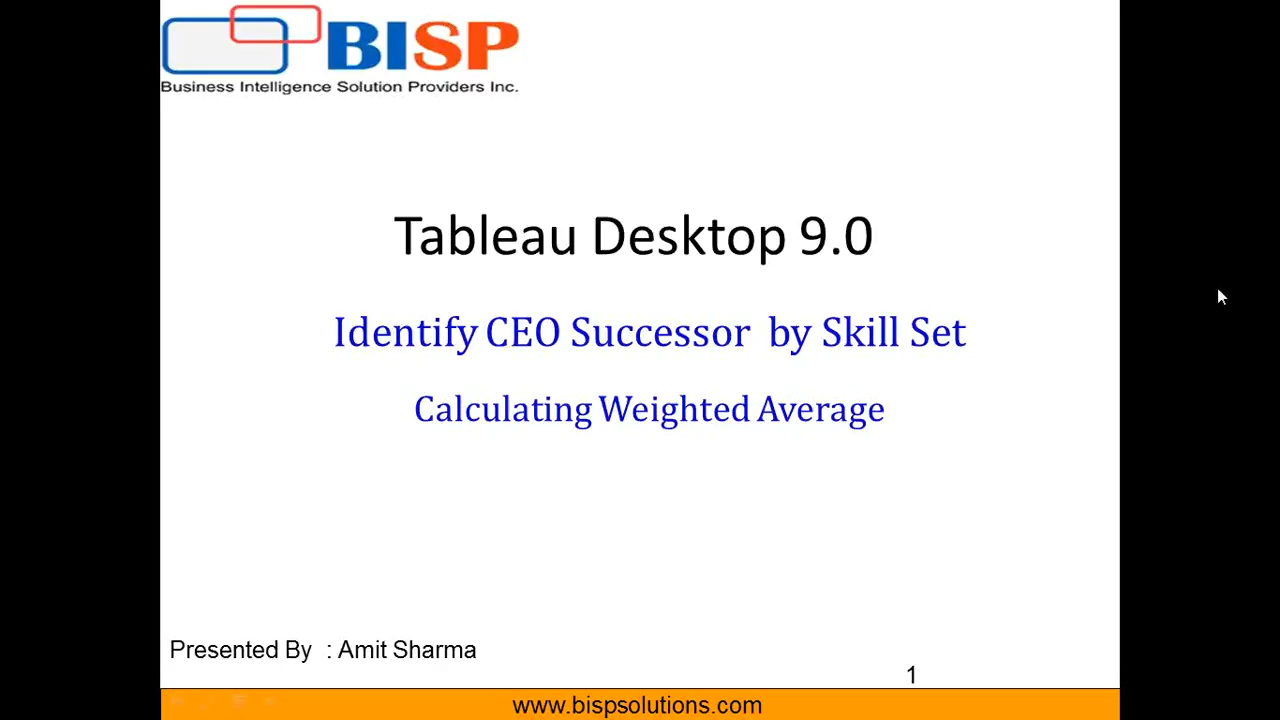 BISP
Business Intelligence Solution Providers Inc.
Tableau Desktop 9.0
Identify CEO Successor by Skill Set
Calculating Weighted Average
Presented By : Amit Sharma
1
www.bispsolutions.com